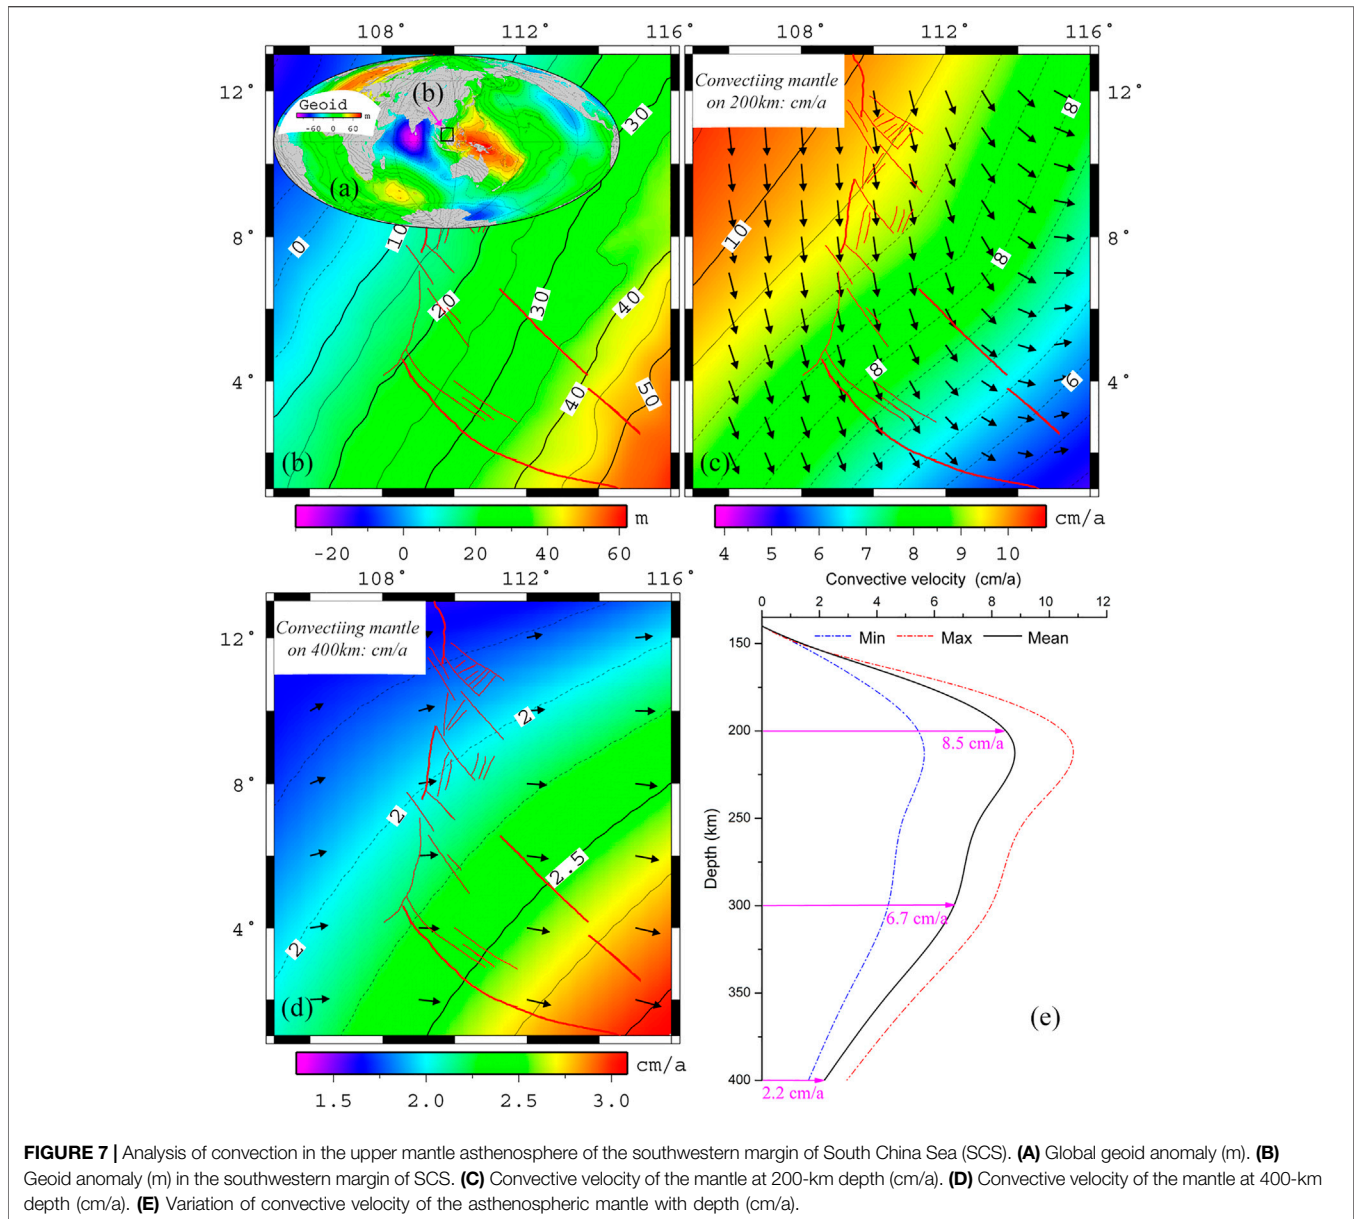 108° 112° 116°
108° 112° 116°
12°
8°
4°
Geoid
-60 0 60 m
(b)
(a)
0
10
20
30
30
40
40
50
(b)
-20 0 20 40 60
m
Convectiing mantle
on 200km: cm/a
10
8
8
8
6
(c)
12°
8°
4°
4 5 6 7 8 9 10
cm/a
108° 112° 116°
12°
8°
4°
Convectiing mantle
on 400km: cm/a
2
2
2
2.5
(d)
1.5 2.0 2.5 3.0
cm/a
Convective velocity (cm/a)
0 2 4 6 8 10 12
Min Max Mean
Depth (km)
150
200
250
300
350
400
8.5 cm/a
6.7 cm/a
2.2 cm/a
(e)
FIGURE 7 | Analysis of convection in the upper mantle asthenosphere of the southwestern margin of South China Sea (SCS). (A) Global geoid anomaly (m). (B)
Geoid anomaly (m) in the southwestern margin of SCS. (C) Convective velocity of the mantle at 200-km depth (cm/a). (D) Convective velocity of the mantle at 400-km
depth (cm/a). (E) Variation of convective velocity of the asthenospheric mantle with depth (cm/a).